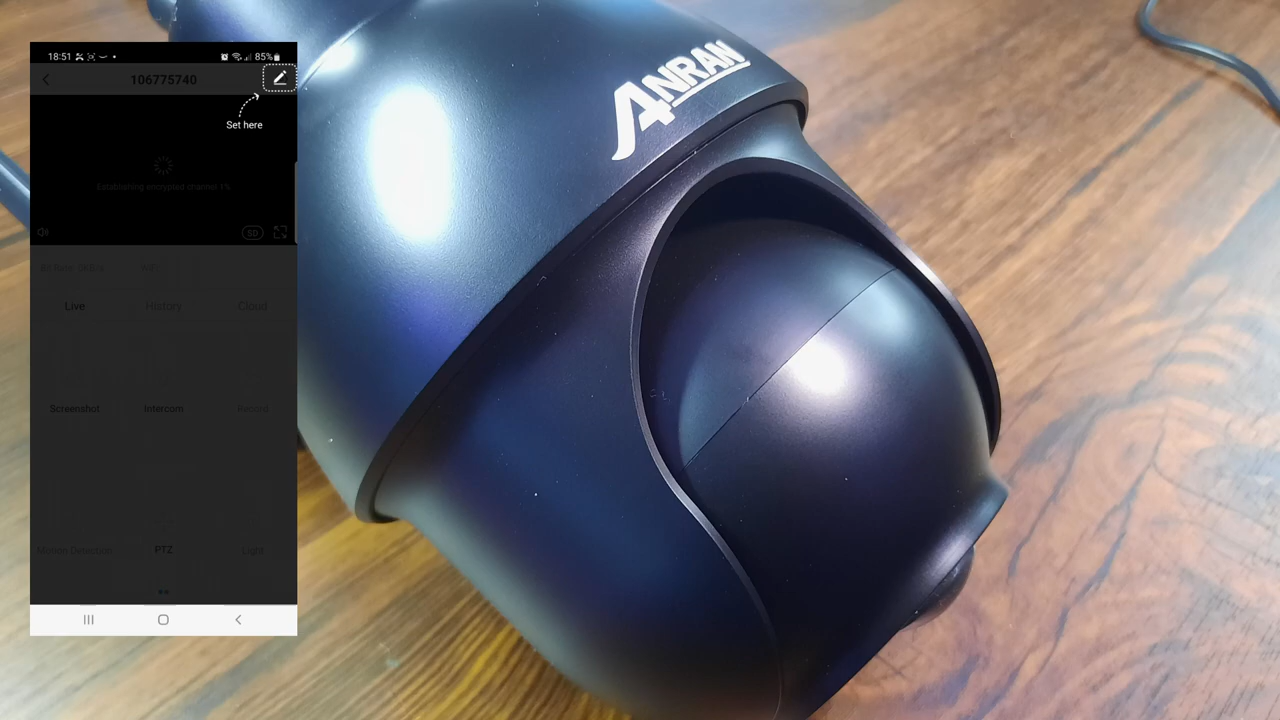 18:51
85%
106775740
Set here
Establishing encrypted channel 1%
SD
Live
History
Cloud
Screenshot
Intercom
Record
Motion Detection
PTZ
Light
ANRAN